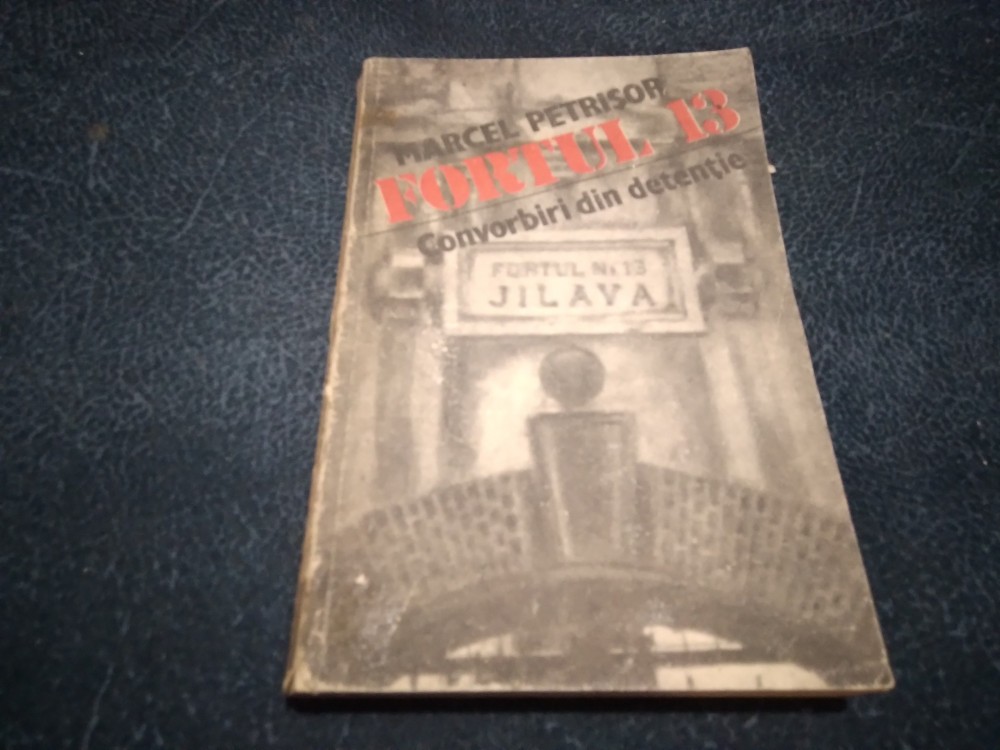 MARCEL PETRIȘOR
FORTUL 13
Convorbiri din detenție
FORTUL Nr 13
JILAVA